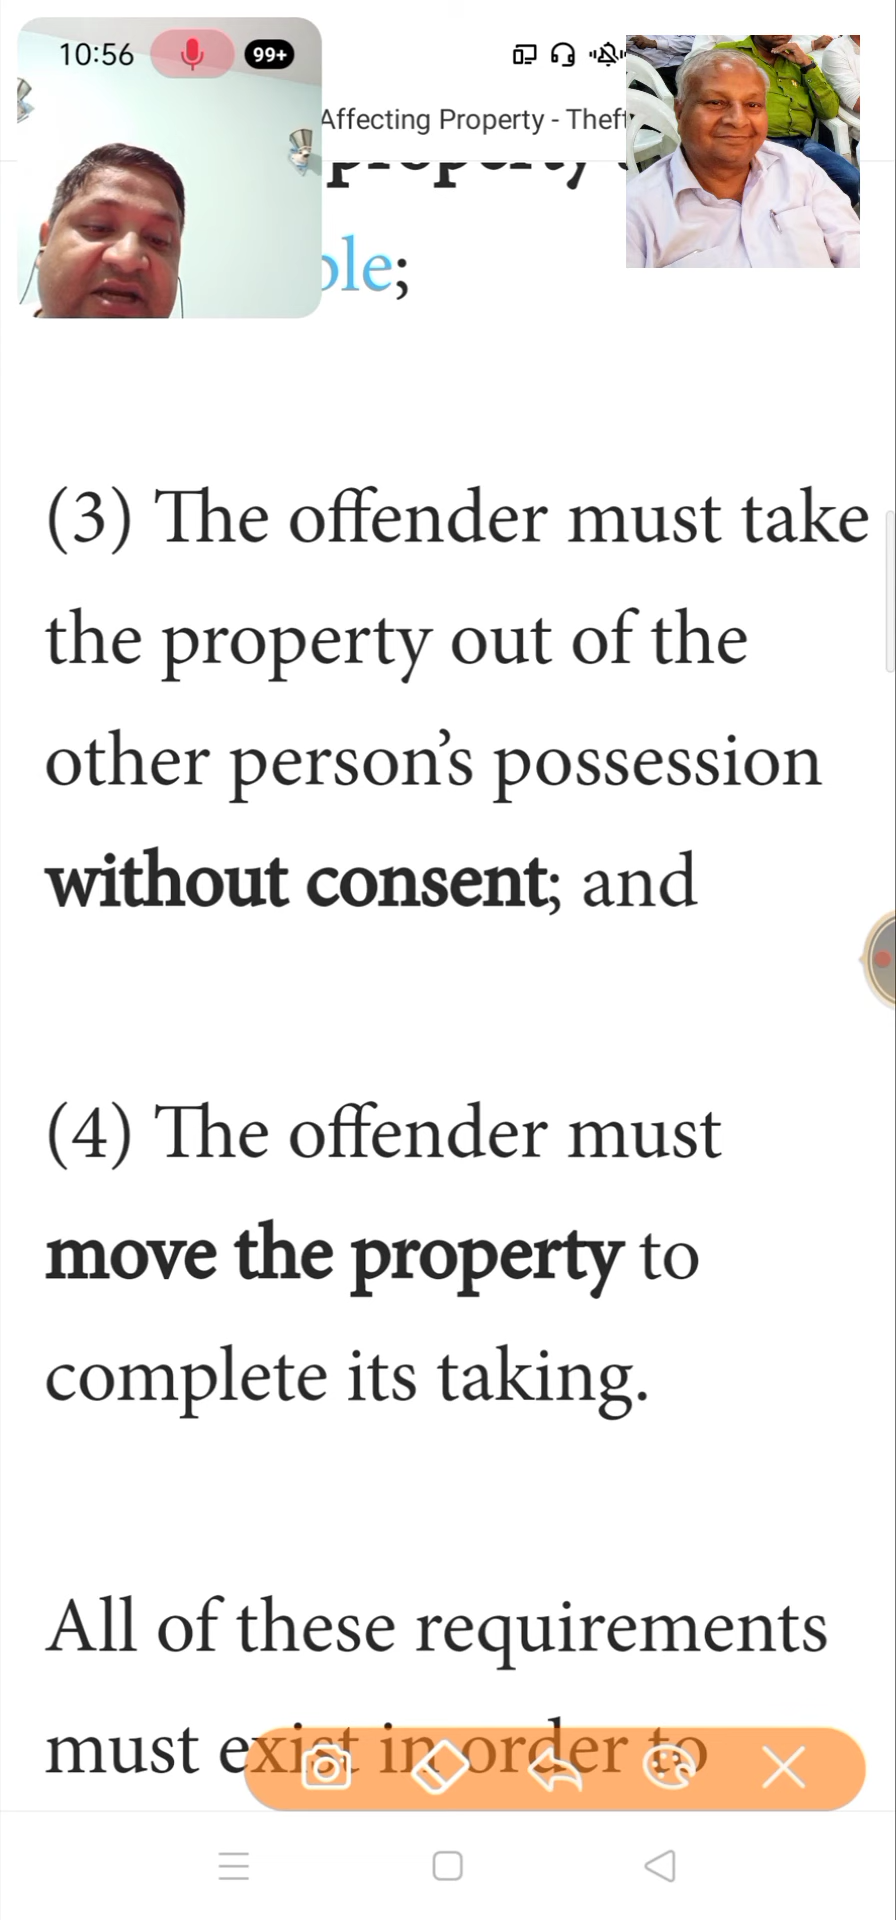 10:56 99+
Affecting Property - Theft
property
ble;
(3) The offender must take
the property out of the
other person's possession
without consent; and
(4) The offender must
move the property to
complete its taking.
All of these requirements
must exist in order to